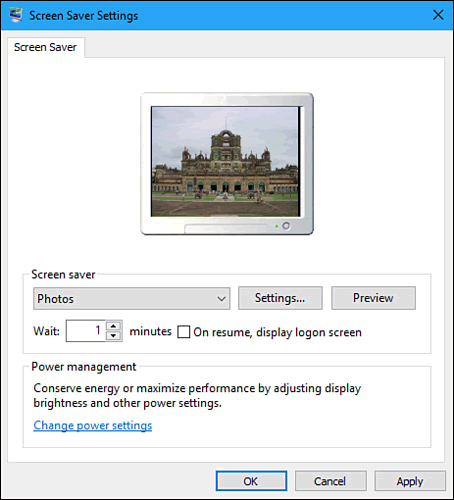 Screen Saver Settings
Screen Saver
Screen saver
Photos Settings... Preview
Wait: 1 minutes On resume, display logon screen
Power management
Conserve energy or maximize performance by adjusting display
brightness and other power settings.
Change power settings
OK Cancel Apply